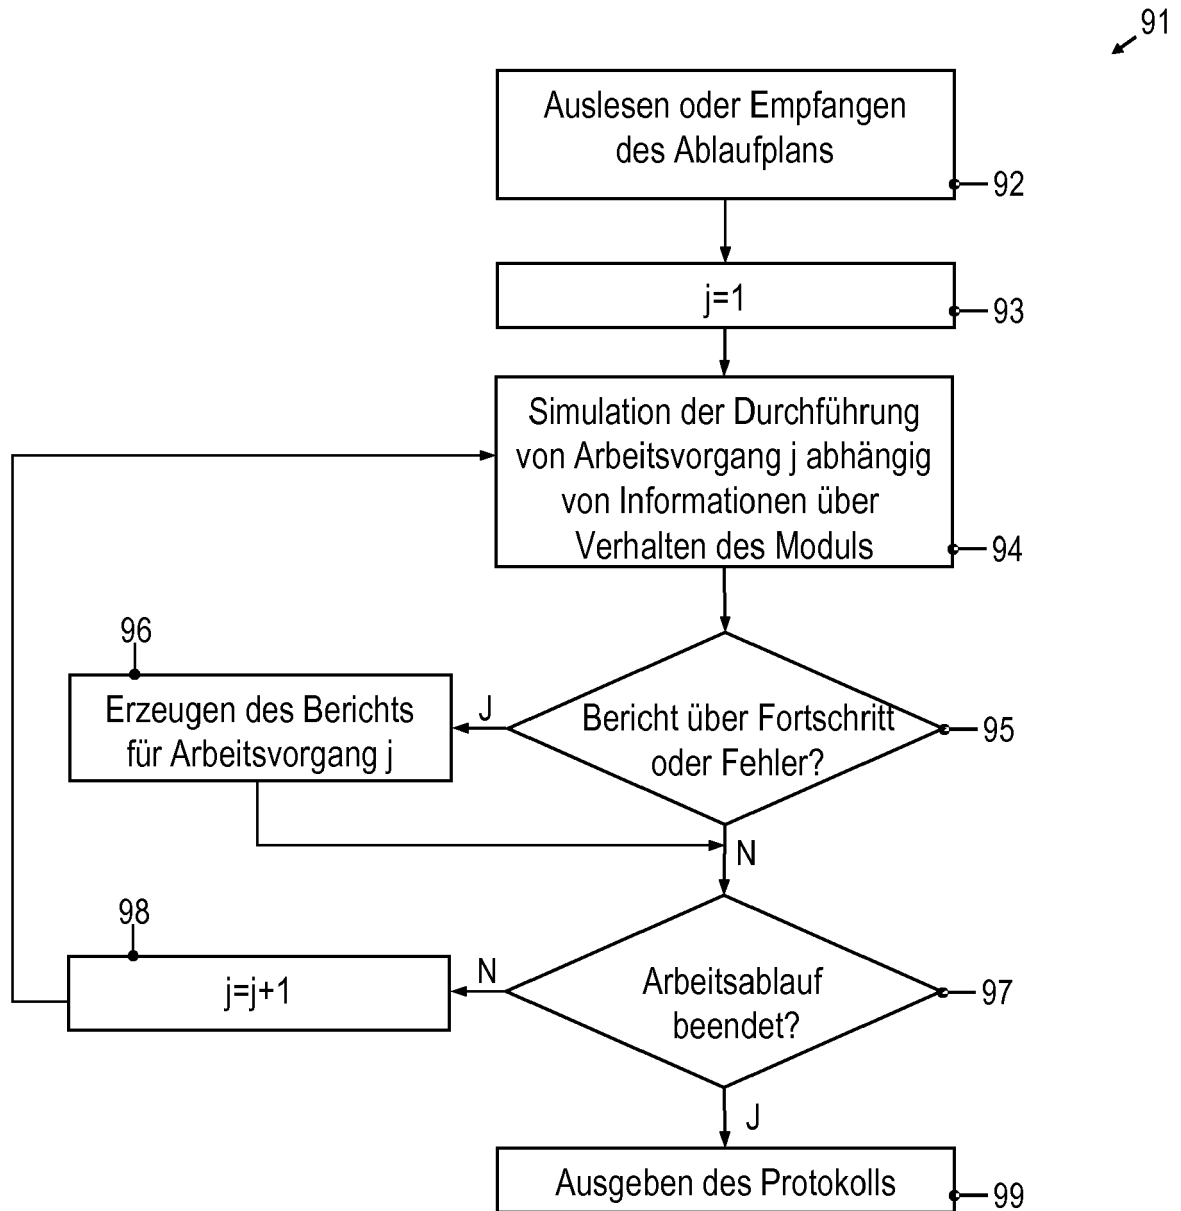 91
Auslesen oder Empfangen
des Ablaufplans
92
j=1
93
Simulation der Durchführung
von Arbeitsvorgang j abhängig
von Informationen über
Verhalten des Moduls
94
96
Erzeugen des Berichts
für Arbeitsvorgang j
J
Bericht über Fortschritt
oder Fehler?
95
N
98
j=j+1
N
Arbeitsablauf
beendet?
97
J
Ausgeben des Protokolls
99